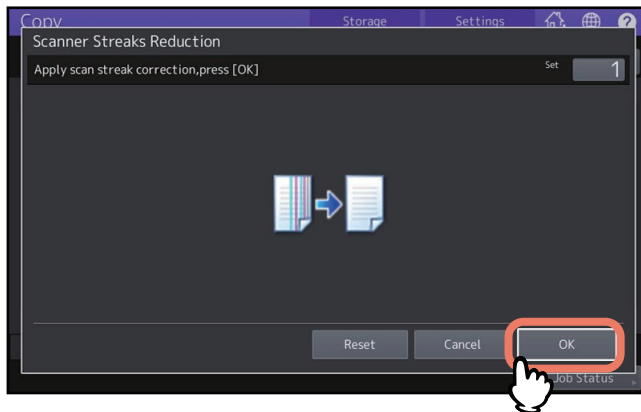 Copy Storage Settings
Scanner Streaks Reduction
Apply scan streak correction,press [OK] Set 1
Reset Cancel OK
Job Status